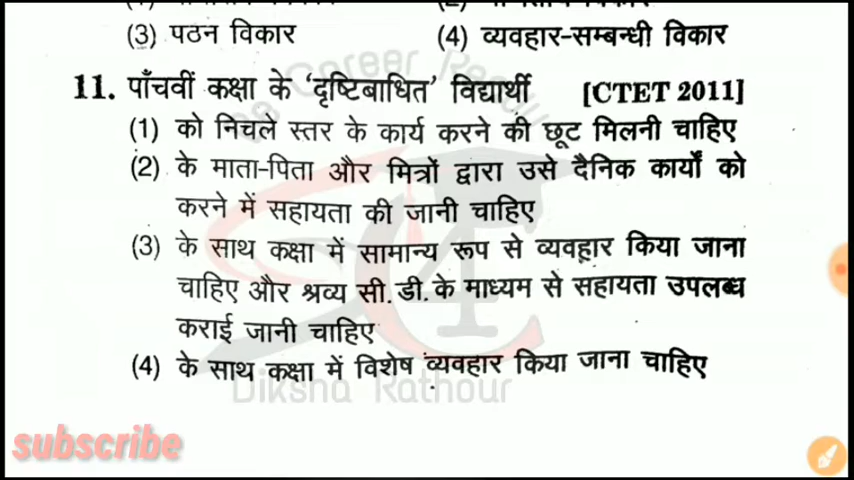 (3) पठन विकार
(4) व्यवहार-सम्बन्धी विकार
11. पाँचवीं कक्षा के ‘दृष्टिबाधित’ विद्यार्थी [CTET 2011]
(1) को निचले स्तर के कार्य करने की छूट मिलनी चाहिए
(2) के माता-पिता और मित्रों द्वारा उसे दैनिक कार्यों को
करने में सहायता की जानी चाहिए
(3) के साथ कक्षा में सामान्य रूप से व्यवहार किया जाना
चाहिए और श्रव्य सी. डी. के माध्यम से सहायता उपलब्ध
कराई जानी चाहिए
(4) के साथ कक्षा में विशेष व्यवहार किया जाना चाहिए
Diksha Rathour
subscribe